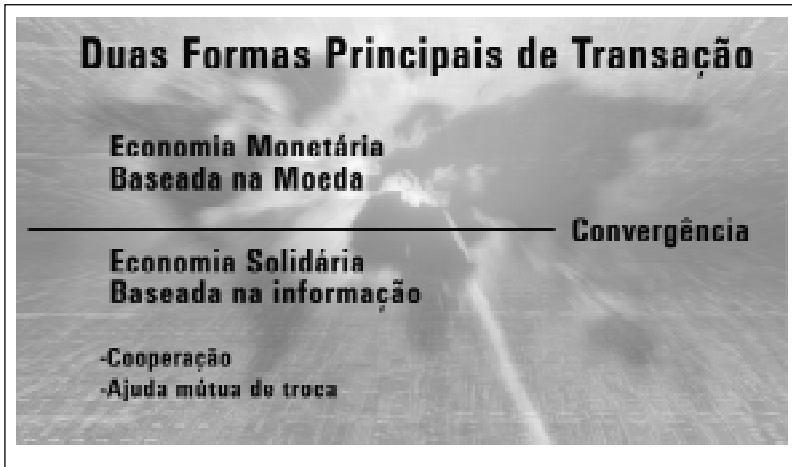 Duas Formas Principais de Transação
Economia Monetária
Baseada na Moeda
Convergência
Economia Solidária
Baseada na informação
-Cooperação
-Ajuda mútua de troca